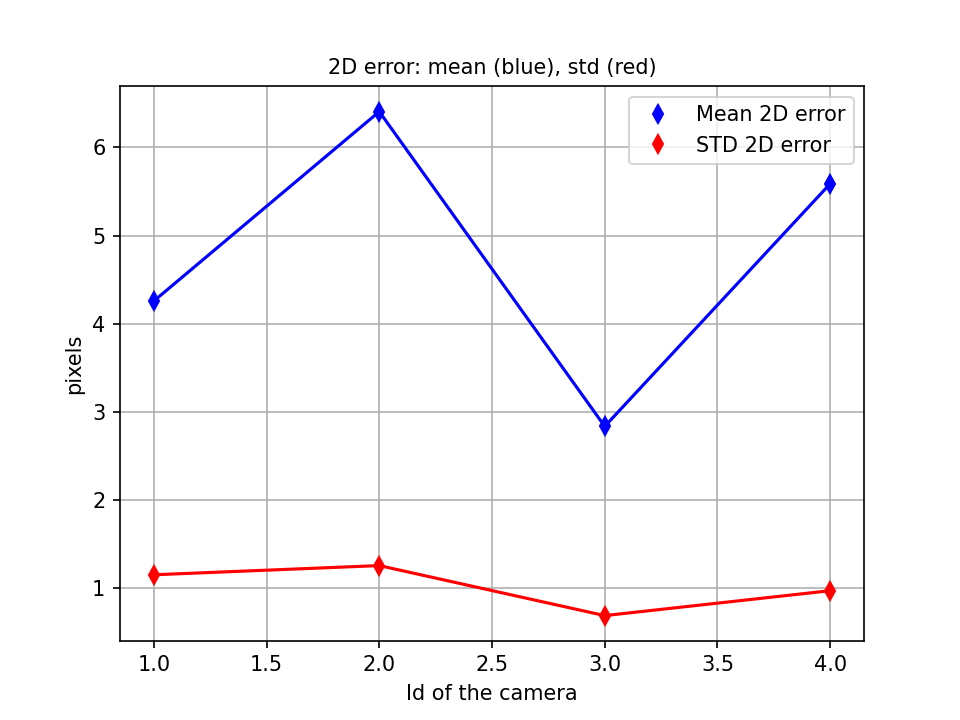 2D error: mean (blue), std (red)
Mean 2D error
STD 2D error
6
5
4
3
2
1
pixels
1.0 1.5 2.0 2.5 3.0 3.5 4.0
Id of the camera